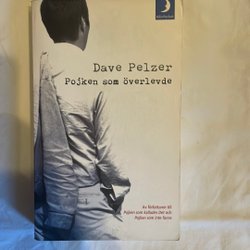 Dave Pelzer
Pojken som överlevde
Av författaren till
Pojken som kallades Det och
Pojken som inte fanns